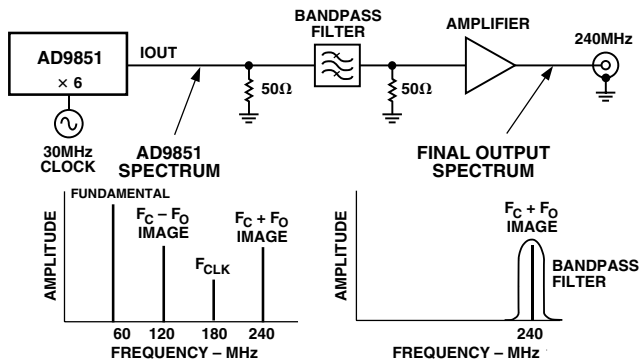 AD9851
× 6
30MHz
CLOCK
IOUT
50Ω
BANDPASS
FILTER
50Ω
AMPLIFIER
240MHz
AD9851
SPECTRUM
FINAL OUTPUT
SPECTRUM
AMPLITUDE
FUNDAMENTAL
FC – FO
IMAGE
FCLK
FC + FO
IMAGE
60 120 180 240
FREQUENCY – MHz
AMPLITUDE
FC + FO
IMAGE
BANDPASS
FILTER
240
FREQUENCY – MHz